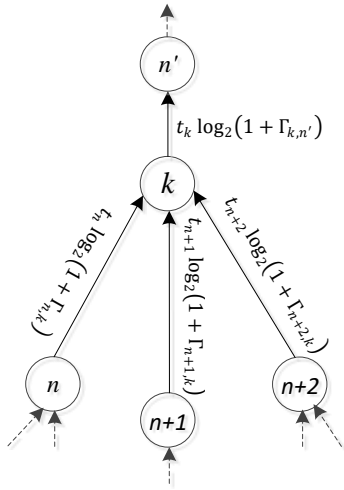 n′
t_k log_2(1 + Γ_{k,n′})
k
t_n log_2(1 + Γ_{n,k})
t_{n+1} log_2(1 + Γ_{n+1,k})
t_{n+2} log_2(1 + Γ_{n+2,k})
n
n+1
n+2